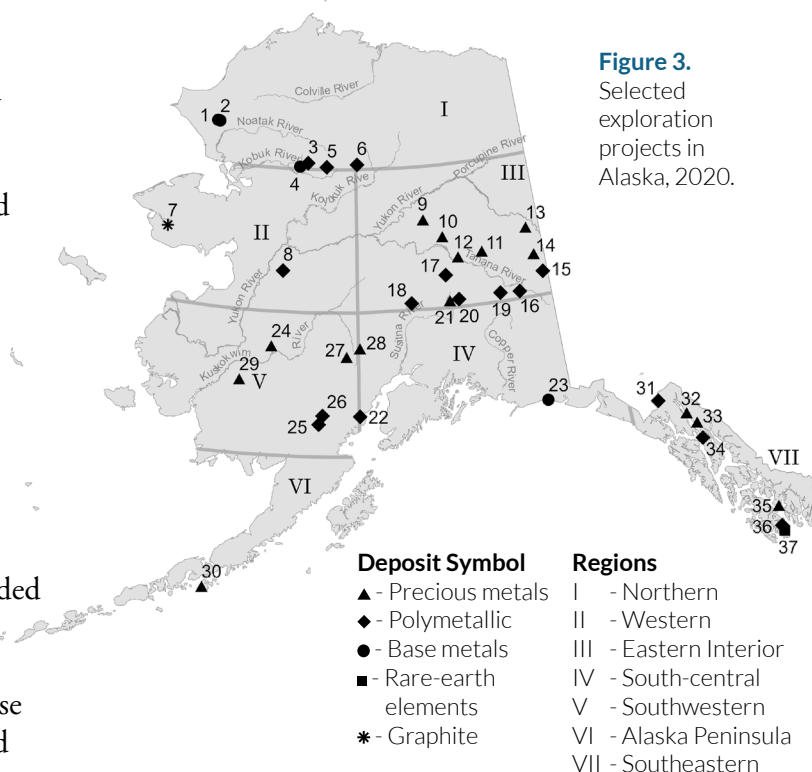 Figure 3.
Selected
exploration
projects in
Alaska, 2020.
Colville River
I
1 2
Noatak River
Kobuk River
3 5 6
4
Koyukuk Rive
Porcupine River
III
7
II
Yukon River
9
10
13
12 11
14
8
17
Tanana River
15
Yukon River
18
Susitna River
21 20
19
16
24
River
27 28
IV
Copper River
Kuskokwim
29
V
23
31
32
33
26
22
25
34
VII
VI
35
36
37
30
ded
se
d
d
Deposit Symbol
▲ - Precious metals
◆ - Polymetallic
● - Base metals
■ - Rare-earth
elements
✷ - Graphite
Regions
I - Northern
II - Western
III - Eastern Interior
IV - South-central
V - Southwestern
VI - Alaska Peninsula
VII - Southeastern